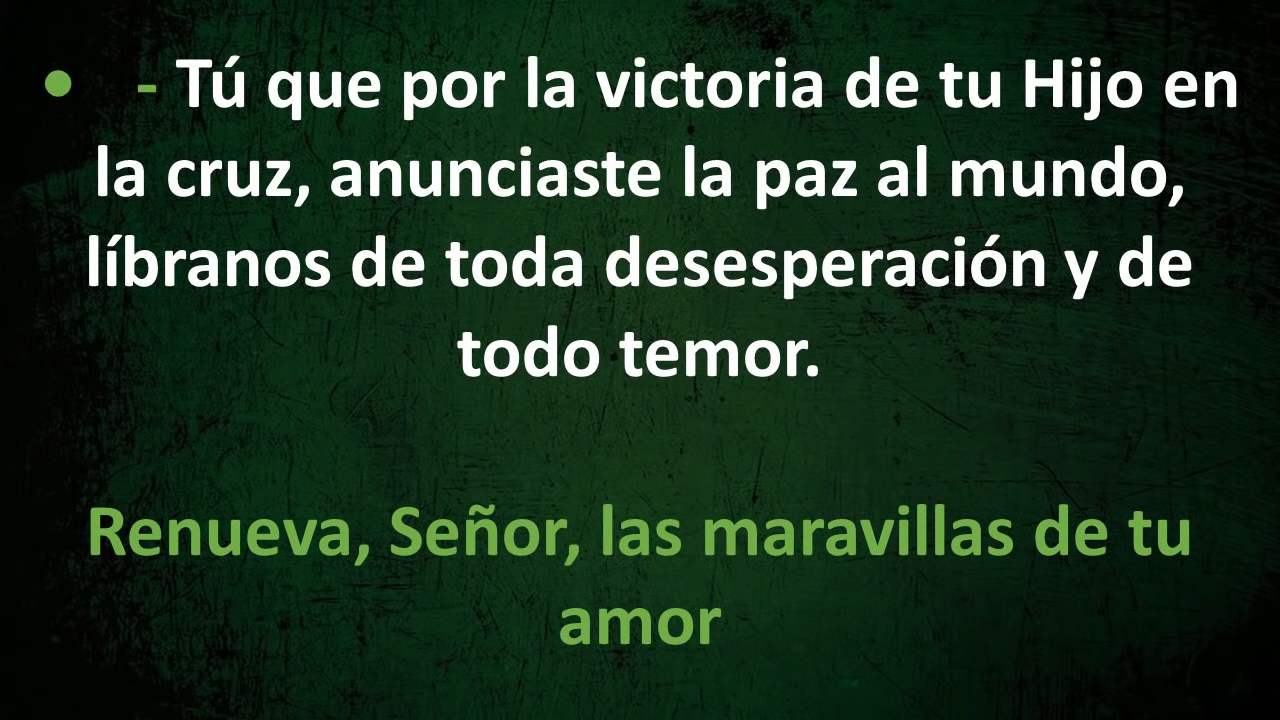 • - Tú que por la victoria de tu Hijo en
la cruz, anunciaste la paz al mundo,
líbranos de toda desesperación y de
todo temor.
Renueva, Señor, las maravillas de tu
amor